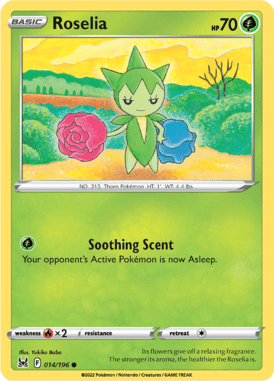 BASIC Roselia HP70
NO. 315 Thorn Pokémon HT: 1' WT: 4.4 lbs.
Soothing Scent
Your opponent's Active Pokémon is now Asleep.
weakness ×2 resistance retreat
Illus. Yukiko Baba
F 014/196
Its flowers give off a relaxing fragrance.
The stronger its aroma, the healthier the Roselia is.
©2022 Pokémon / Nintendo / Creatures / GAME FREAK